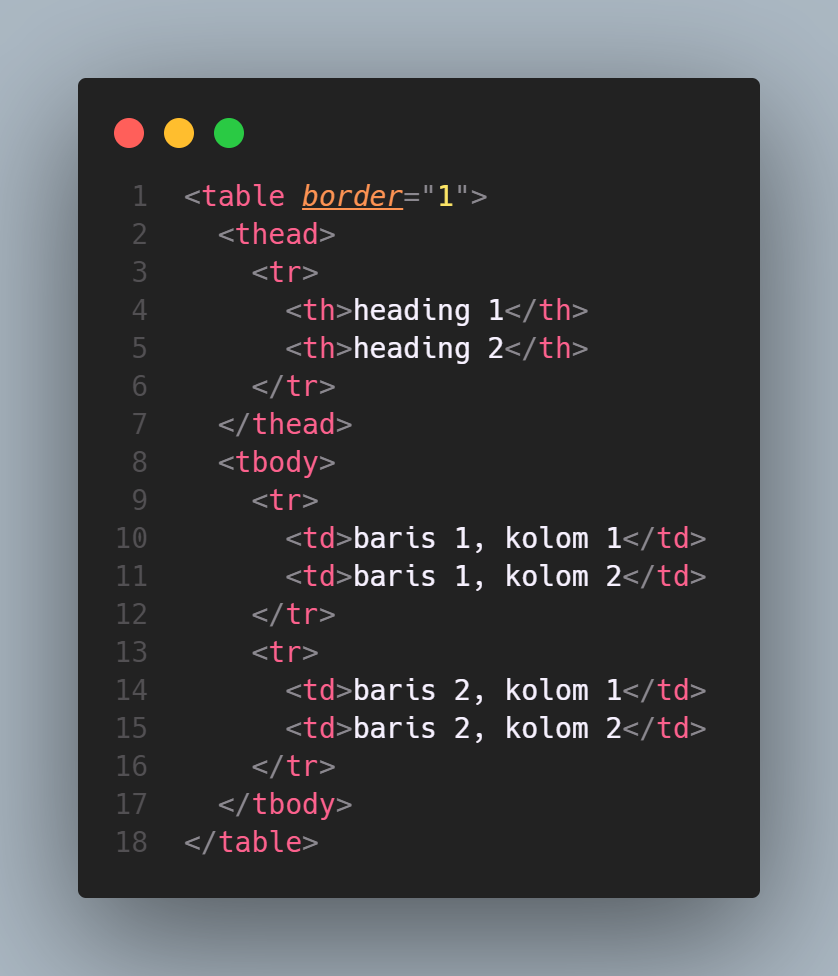 1 <table border="1">
2   <thead>
3     <tr>
4       <th>heading 1</th>
5       <th>heading 2</th>
6     </tr>
7   </thead>
8   <tbody>
9     <tr>
10       <td>baris 1, kolom 1</td>
11       <td>baris 1, kolom 2</td>
12     </tr>
13     <tr>
14       <td>baris 2, kolom 1</td>
15       <td>baris 2, kolom 2</td>
16     </tr>
17   </tbody>
18 </table>